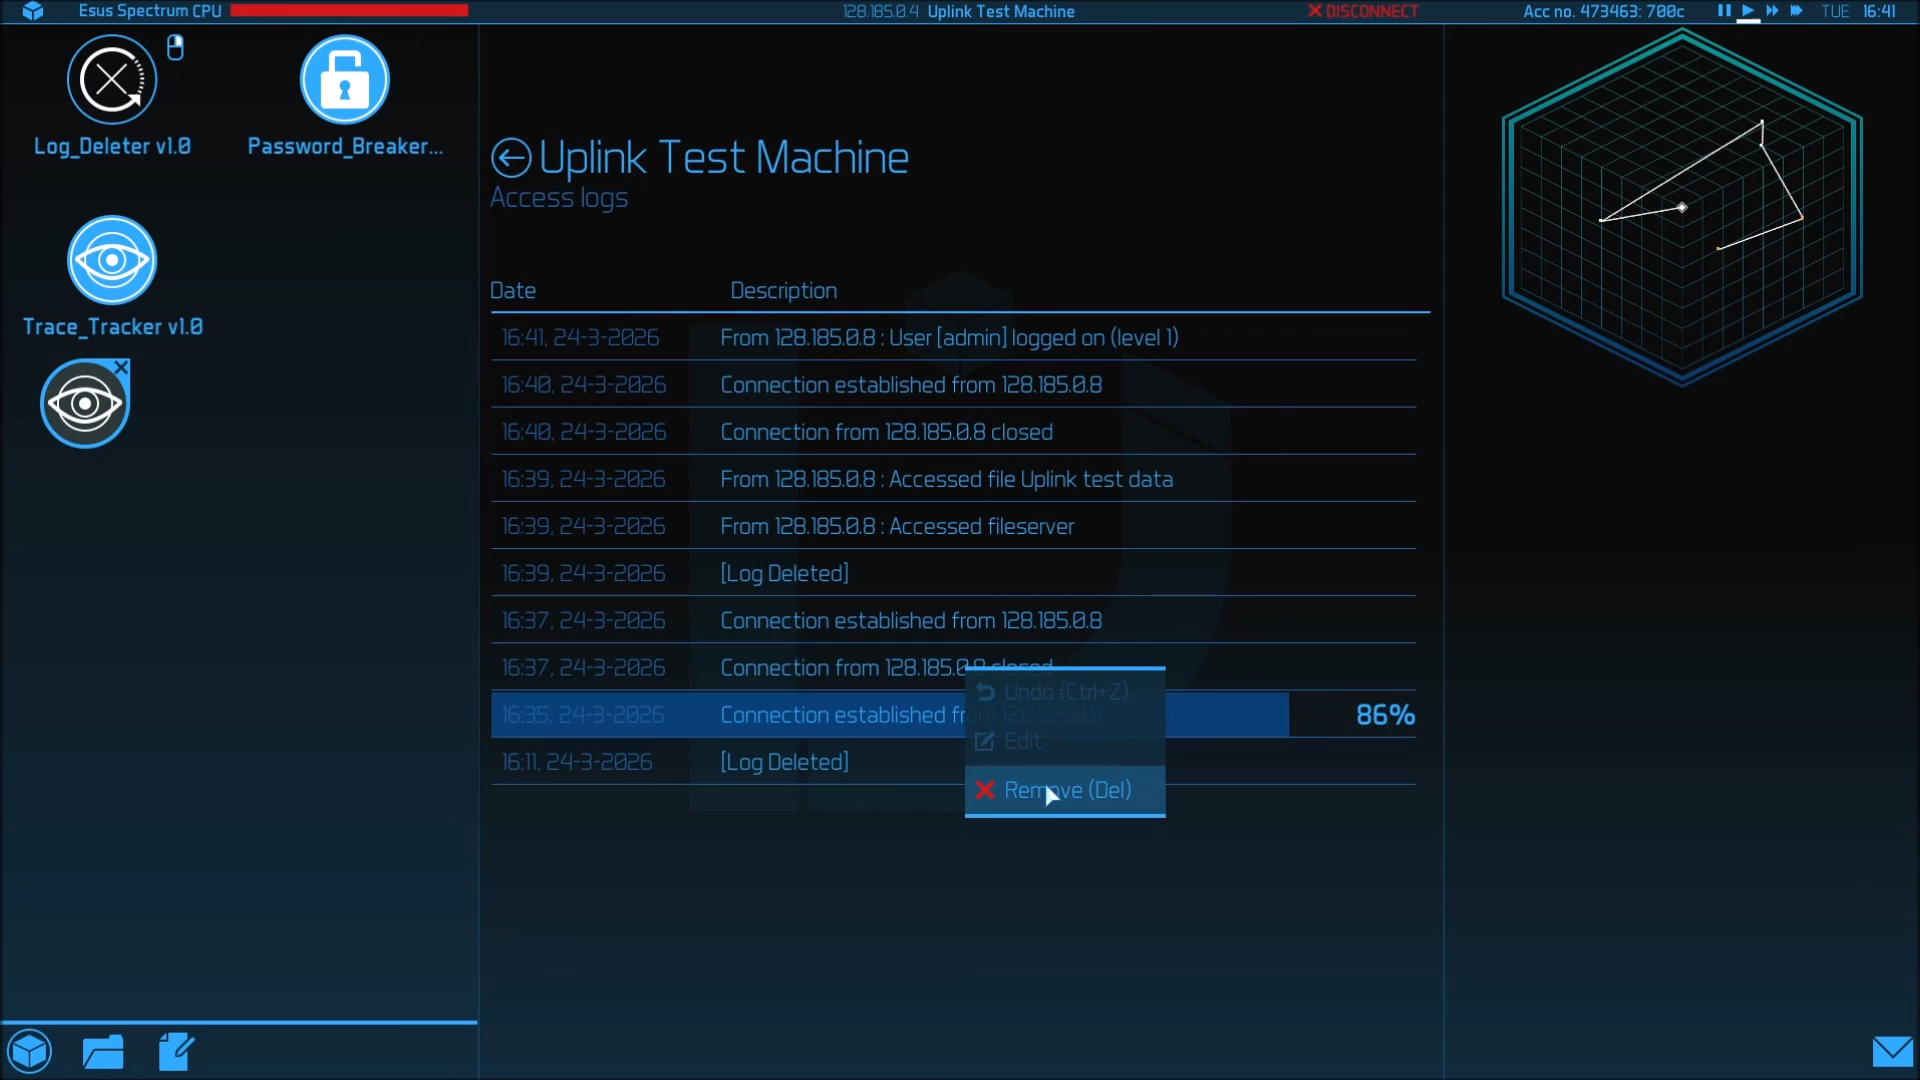 Esus Spectrum CPU
128.185.0.4 Uplink Test Machine
DISCONNECT
Acc no. 473463: 700c
TUE 16:41
Log_Deleter v1.0
Password_Breaker...
Trace_Tracker v1.0
Uplink Test Machine
Access logs
Date Description
16:41, 24-3-2026 From 128.185.0.8 : User [admin] logged on (level 1)
16:40, 24-3-2026 Connection established from 128.185.0.8
16:40, 24-3-2026 Connection from 128.185.0.8 closed
16:39, 24-3-2026 From 128.185.0.8 : Accessed file Uplink test data
16:39, 24-3-2026 From 128.185.0.8 : Accessed fileserver
16:39, 24-3-2026 [Log Deleted]
16:37, 24-3-2026 Connection established from 128.185.0.8
16:37, 24-3-2026 Connection from 128.185.0.8 closed
Undo (Ctrl+Z)
16:35, 24-3-2026 Connection established from 128.185.0.8 86%
Edit
16:11, 24-3-2026 [Log Deleted]
Remove (Del)